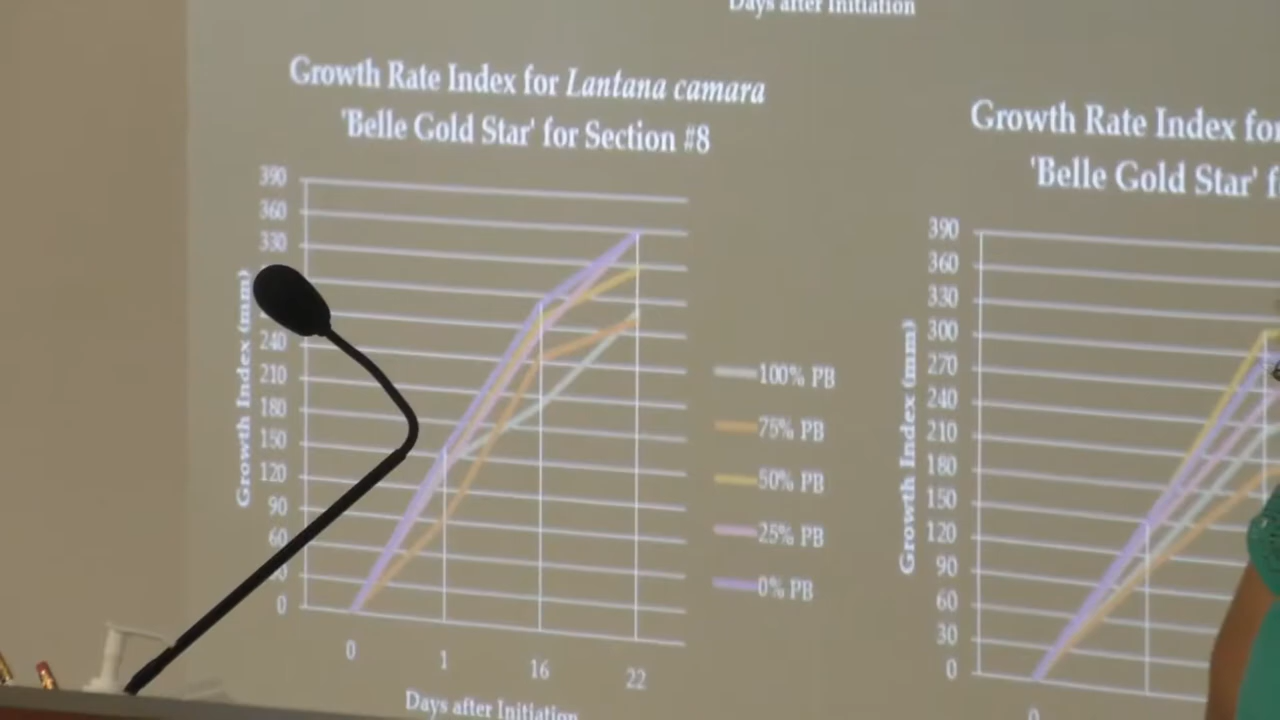 Days after Initiation
Growth Rate Index for Lantana camara
'Belle Gold Star' for Section #8
390
360
330
240
210
180
150
120
90
60
0
Growth Index (mm)
0
1
16
22
Days after Initiation
100% PB
75% PB
50% PB
25% PB
0% PB
Growth Rate Index for
'Belle Gold Star'
390
360
330
300
270
240
210
180
150
120
90
60
30
0
Growth Index (mm)
0